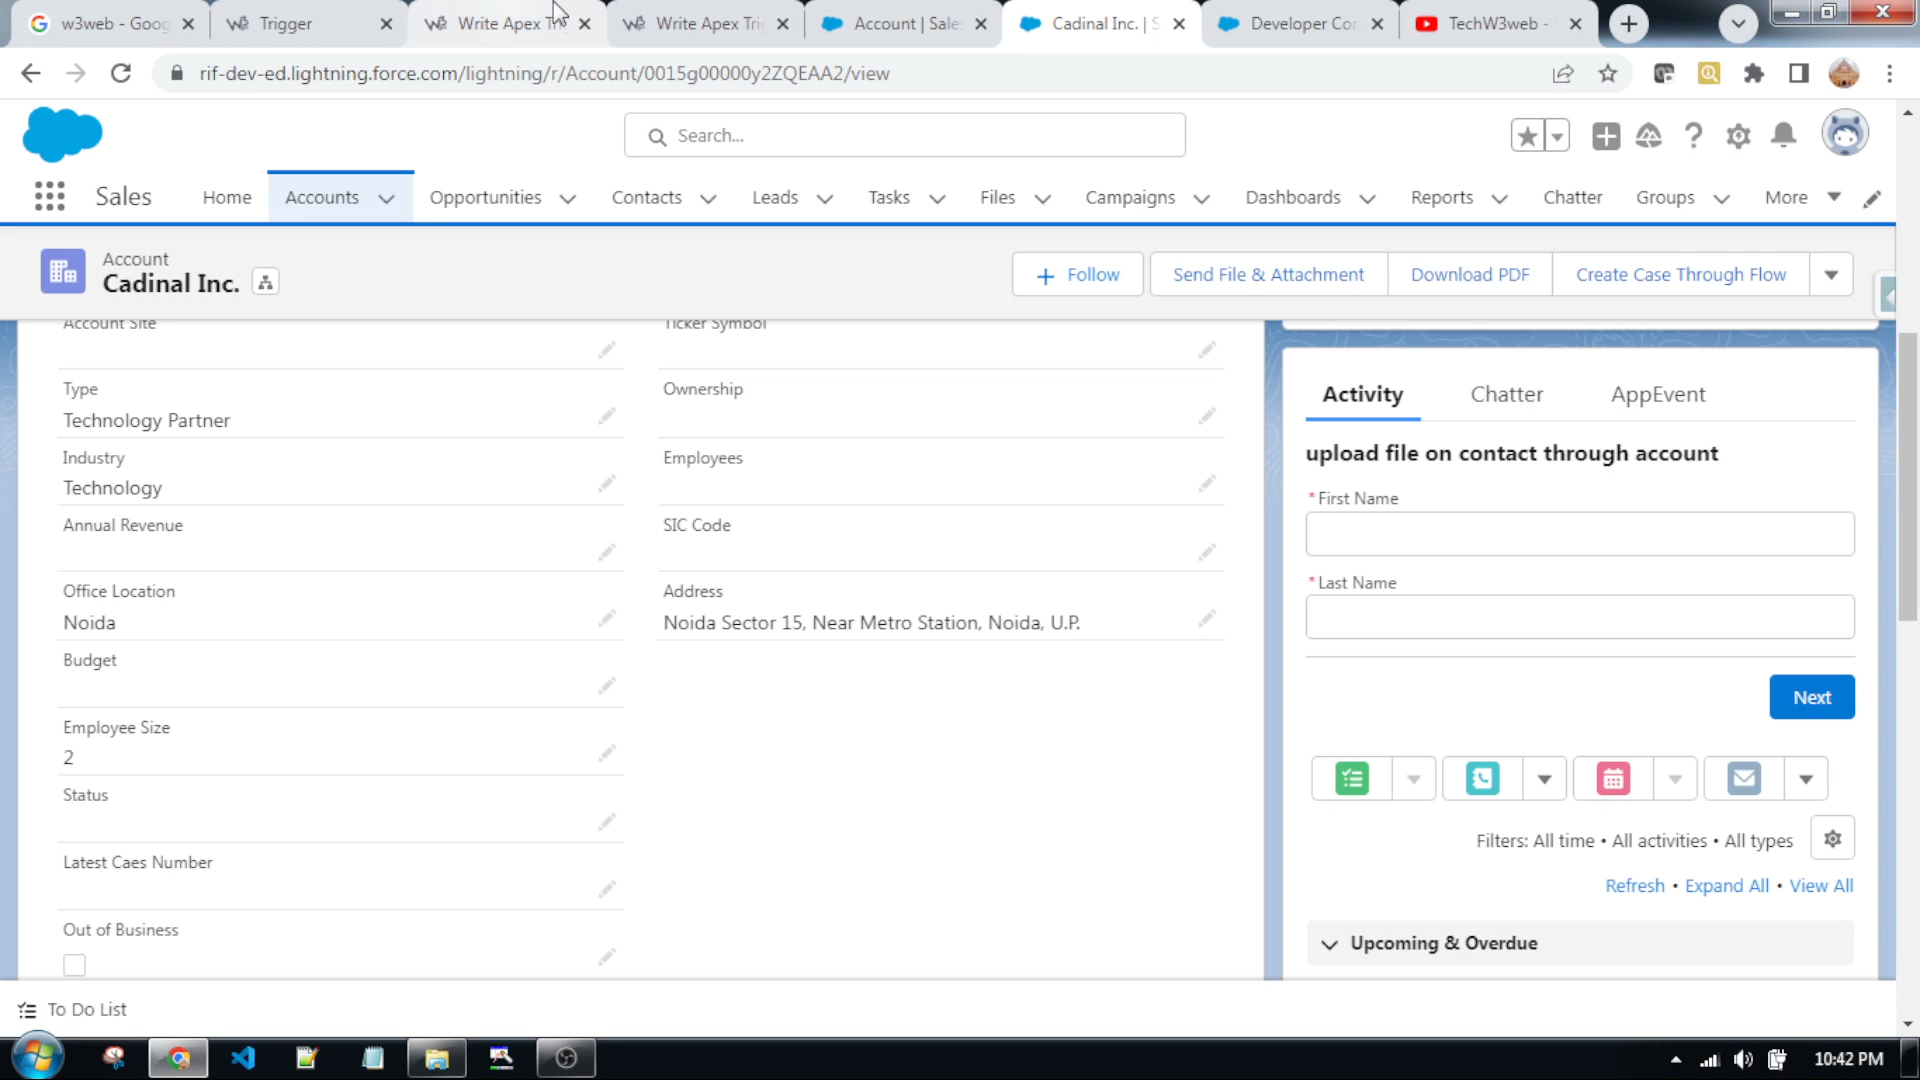 w3web - Goog
Trigger
Write Apex Tri
Write Apex Tri
Account | Sale
Cadinal Inc. | S
Developer Con
TechW3web -
rif-dev-ed.lightning.force.com/lightning/r/Account/0015g00000y2ZQEAA2/view
Search...
Sales
Home
Accounts
Opportunities
Contacts
Leads
Tasks
Files
Campaigns
Dashboards
Reports
Chatter
Groups
More
Account
Cadinal Inc.
Follow
Send File & Attachment
Download PDF
Create Case Through Flow
Account Site
Ticker Symbol
Type
Technology Partner
Ownership
Industry
Technology
Employees
Annual Revenue
SIC Code
Office Location
Noida
Address
Noida Sector 15, Near Metro Station, Noida, U.P.
Budget
Employee Size
2
Status
Latest Caes Number
Out of Business
Activity
Chatter
AppEvent
upload file on contact through account
* First Name
* Last Name
Next
Filters: All time • All activities • All types
Refresh • Expand All • View All
Upcoming & Overdue
To Do List
10:42 PM